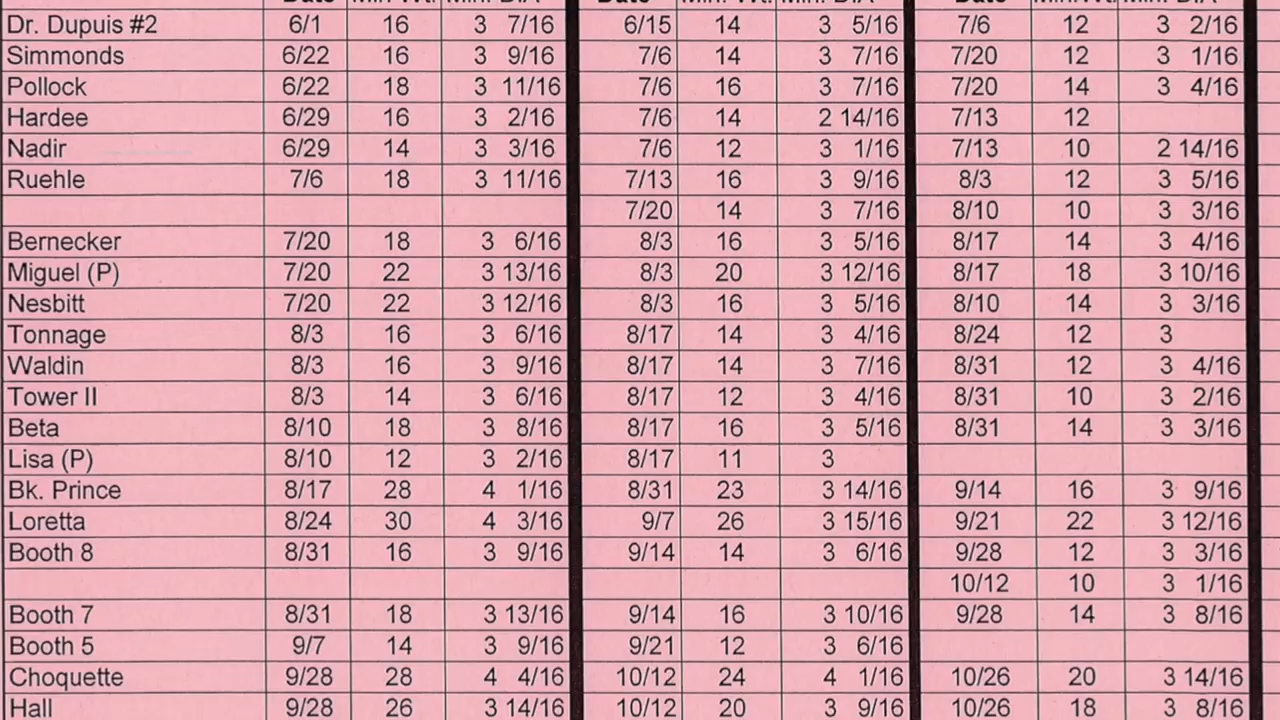 Date Min. Wt. Min. DIA Date Min. Wt. Min. DIA Date Min. Wt. Min. DIA
Dr. Dupuis #2 6/1 16 3 7/16 6/15 14 3 5/16 7/6 12 3 2/16
Simmonds 6/22 16 3 9/16 7/6 14 3 7/16 7/20 12 3 1/16
Pollock 6/22 18 3 11/16 7/6 16 3 7/16 7/20 14 3 4/16
Hardee 6/29 16 3 2/16 7/6 14 2 14/16 7/13 12
Nadir 6/29 14 3 3/16 7/6 12 3 1/16 7/13 10 2 14/16
Ruehle 7/6 18 3 11/16 7/13 16 3 9/16 8/3 12 3 5/16
7/20 14 3 7/16 8/10 10 3 3/16
Bernecker 7/20 18 3 6/16 8/3 16 3 5/16 8/17 14 3 4/16
Miguel (P) 7/20 22 3 13/16 8/3 20 3 12/16 8/17 18 3 10/16
Nesbitt 7/20 22 3 12/16 8/3 16 3 5/16 8/10 14 3 3/16
Tonnage 8/3 16 3 6/16 8/17 14 3 4/16 8/24 12 3
Waldin 8/3 16 3 9/16 8/17 14 3 7/16 8/31 12 3 4/16
Tower II 8/3 14 3 6/16 8/17 12 3 4/16 8/31 10 3 2/16
Beta 8/10 18 3 8/16 8/17 16 3 5/16 8/31 14 3 3/16
Lisa (P) 8/10 12 3 2/16 8/17 11 3
Bk. Prince 8/17 28 4 1/16 8/31 23 3 14/16 9/14 16 3 9/16
Loretta 8/24 30 4 3/16 9/7 26 3 15/16 9/21 22 3 12/16
Booth 8 8/31 16 3 9/16 9/14 14 3 6/16 9/28 12 3 3/16
10/12 10 3 1/16
Booth 7 8/31 18 3 13/16 9/14 16 3 10/16 9/28 14 3 8/16
Booth 5 9/7 14 3 9/16 9/21 12 3 6/16
Choquette 9/28 28 4 4/16 10/12 24 4 1/16 10/26 20 3 14/16
Hall 9/28 26 3 14/16 10/12 20 3 9/16 10/26 18 3 8/16